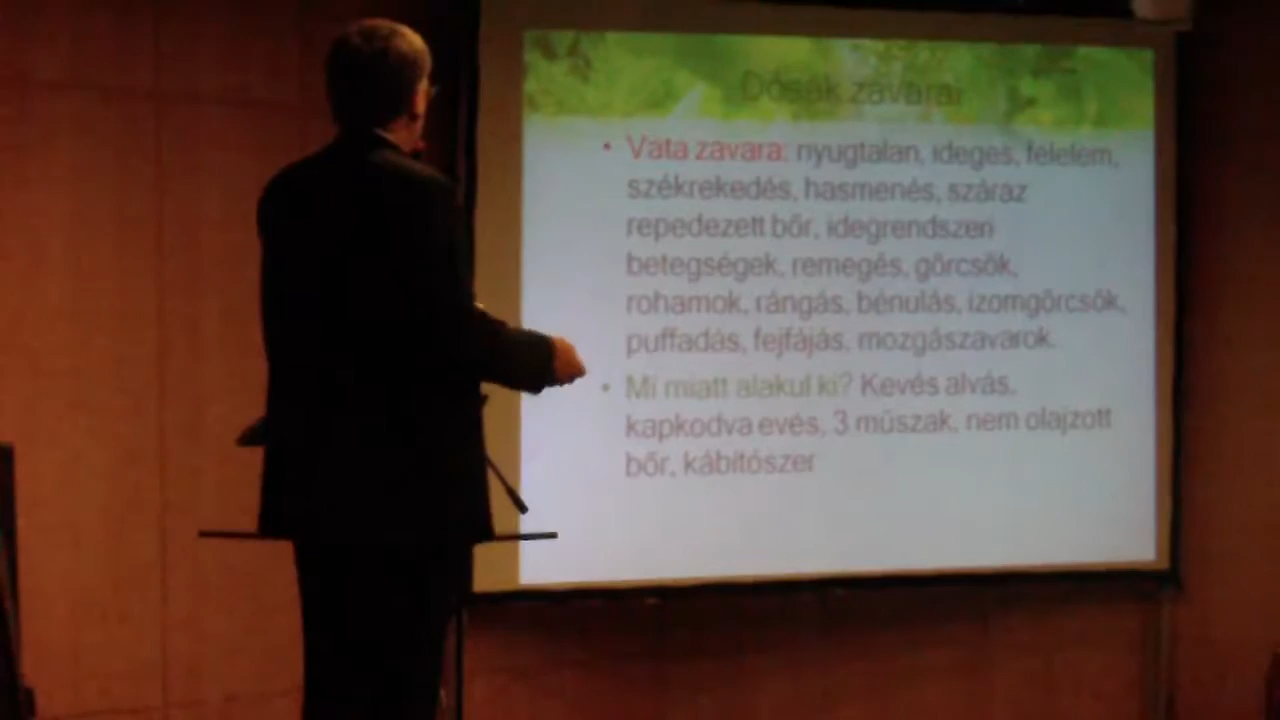 Dósák zavarai
• Vata zavara: nyugtalan, ideges, félelem,
székrekedés, hasmenés, száraz
repedezett bőr, idegrendszeri
betegségek, remegés, görcsök,
rohamok, rángás, bénulás, izomgörcsök,
puffadás, fejfájás, mozgászavarok.
• Mi miatt alakul ki? Kevés alvás,
kapkodva evés, 3 műszak, nem olajzott
bőr, kábítószer